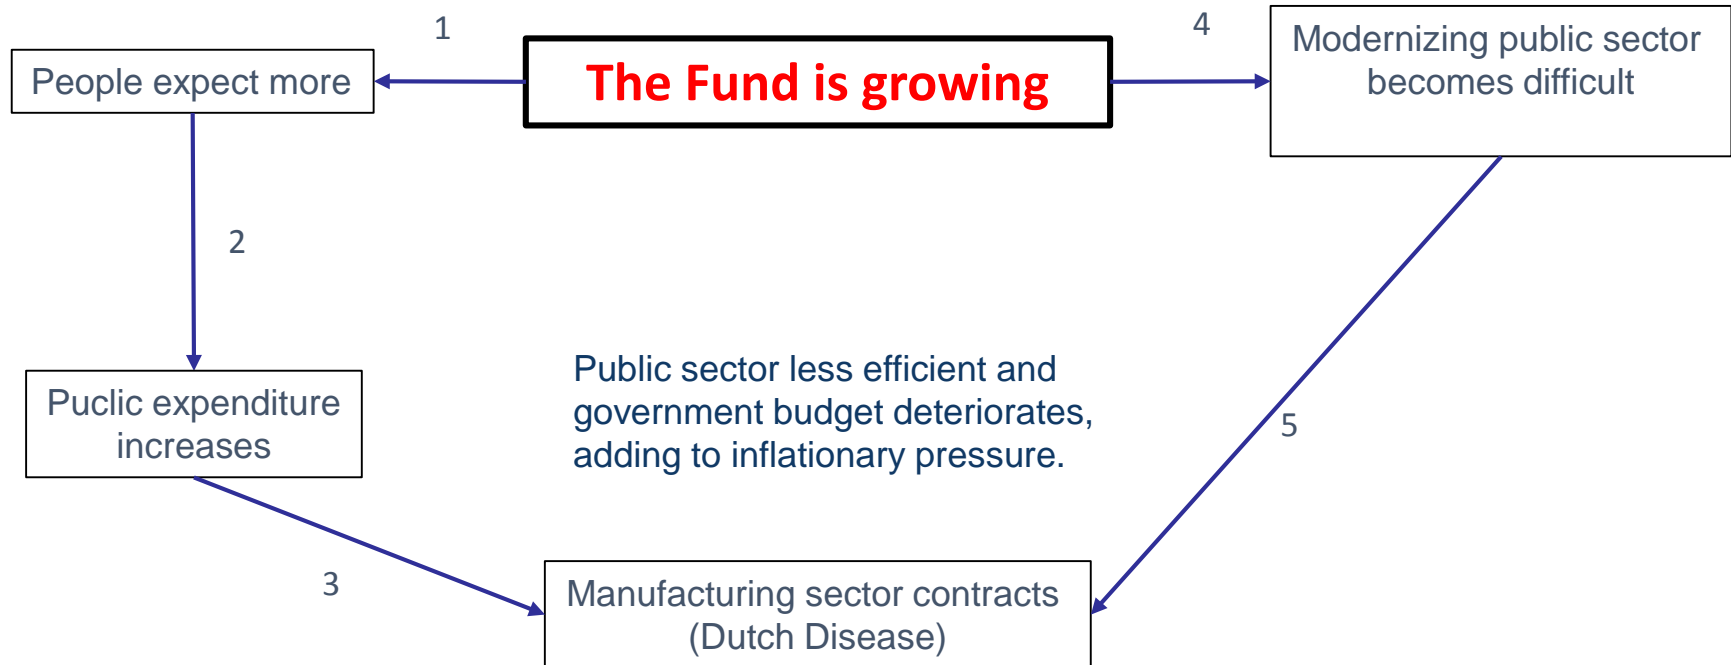 1
4
The Fund is growing
People expect more
Modernizing public sector
becomes difficult
2
Puclic expenditure
increases
Public sector less efficient and
government budget deteriorates,
adding to inflationary pressure.
5
3
Manufacturing sector contracts
(Dutch Disease)